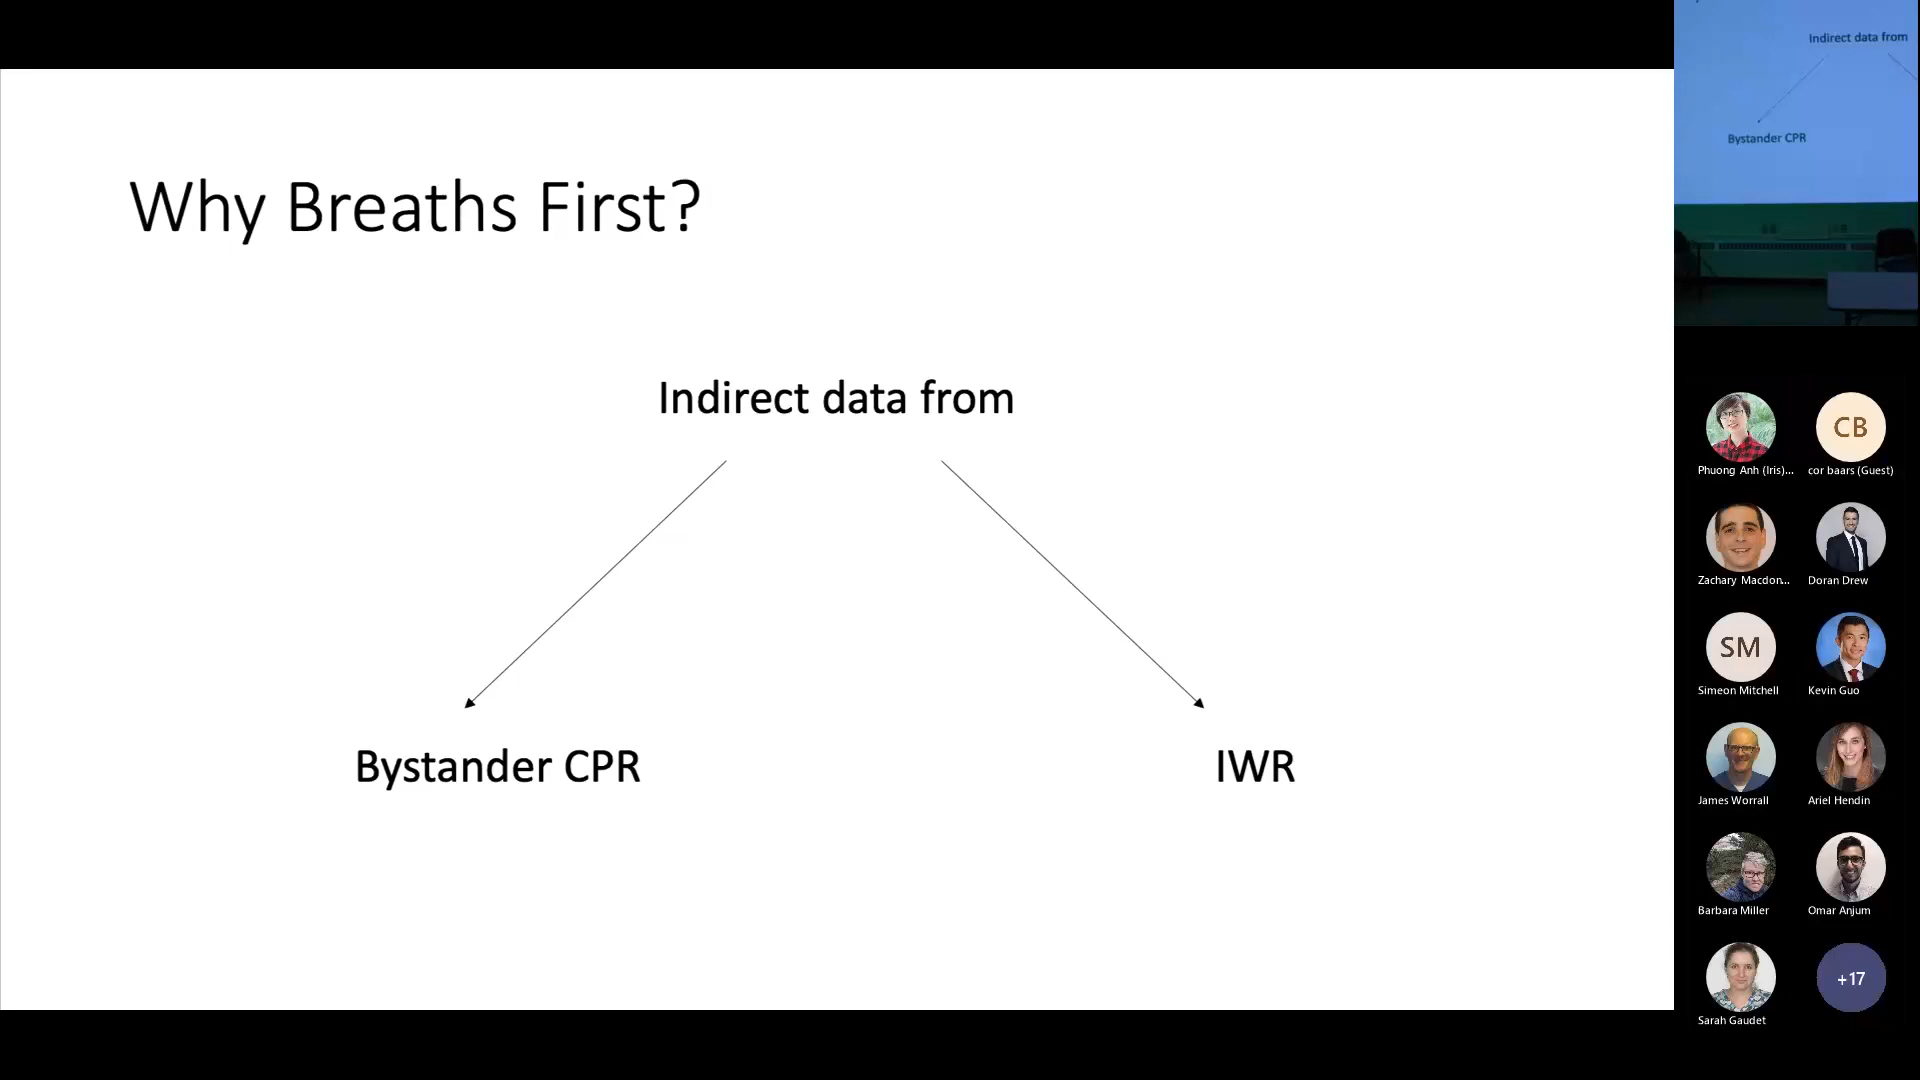 Why Breaths First?
Indirect data from
Bystander CPR
IWR
Indirect data from
Bystander CPR
Phuong Anh (Iris)...
CB
cor baars (Guest)
Zachary Macdon...
Doran Drew
SM
Simeon Mitchell
Kevin Guo
James Worrall
Ariel Hendin
Barbara Miller
Omar Anjum
Sarah Gaudet
+17